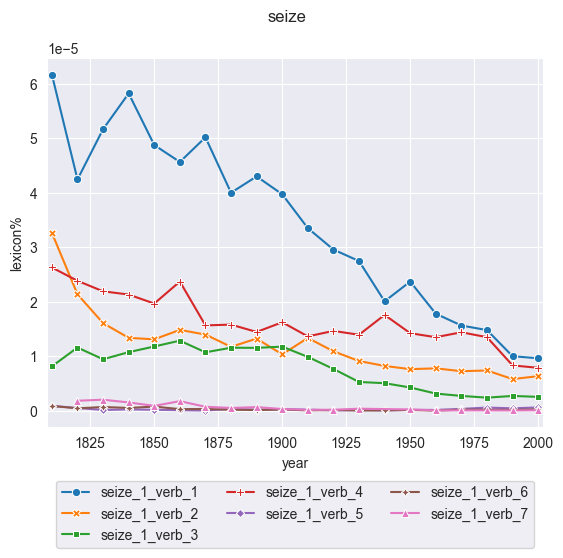 seize
1e−5
6
5
4
3
2
1
0
lexicon%
1825 1850 1875 1900 1925 1950 1975 2000
year
seize_1_verb_1 seize_1_verb_4 seize_1_verb_6
seize_1_verb_2 seize_1_verb_5 seize_1_verb_7
seize_1_verb_3